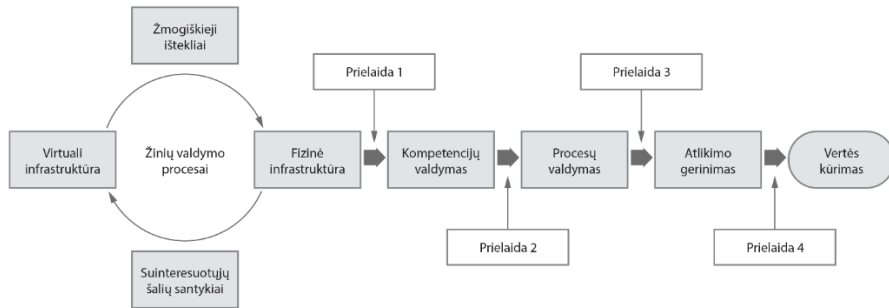 Žmogiškieji
ištekliai
Prielaida 1
Prielaida 3
Virtuali
infrastruktūra
Žinių valdymo
procesai
Fizinė
infrastruktūra
Kompetencijų
valdymas
Procesų
valdymas
Atlikimo
gerinimas
Vertės
kūrimas
Prielaida 2
Prielaida 4
Suinteresuotųjų
šalių santykiai